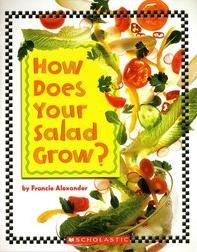 How
Does
Your
Salad
Grow?
by Francie Alexander
SCHOLASTIC